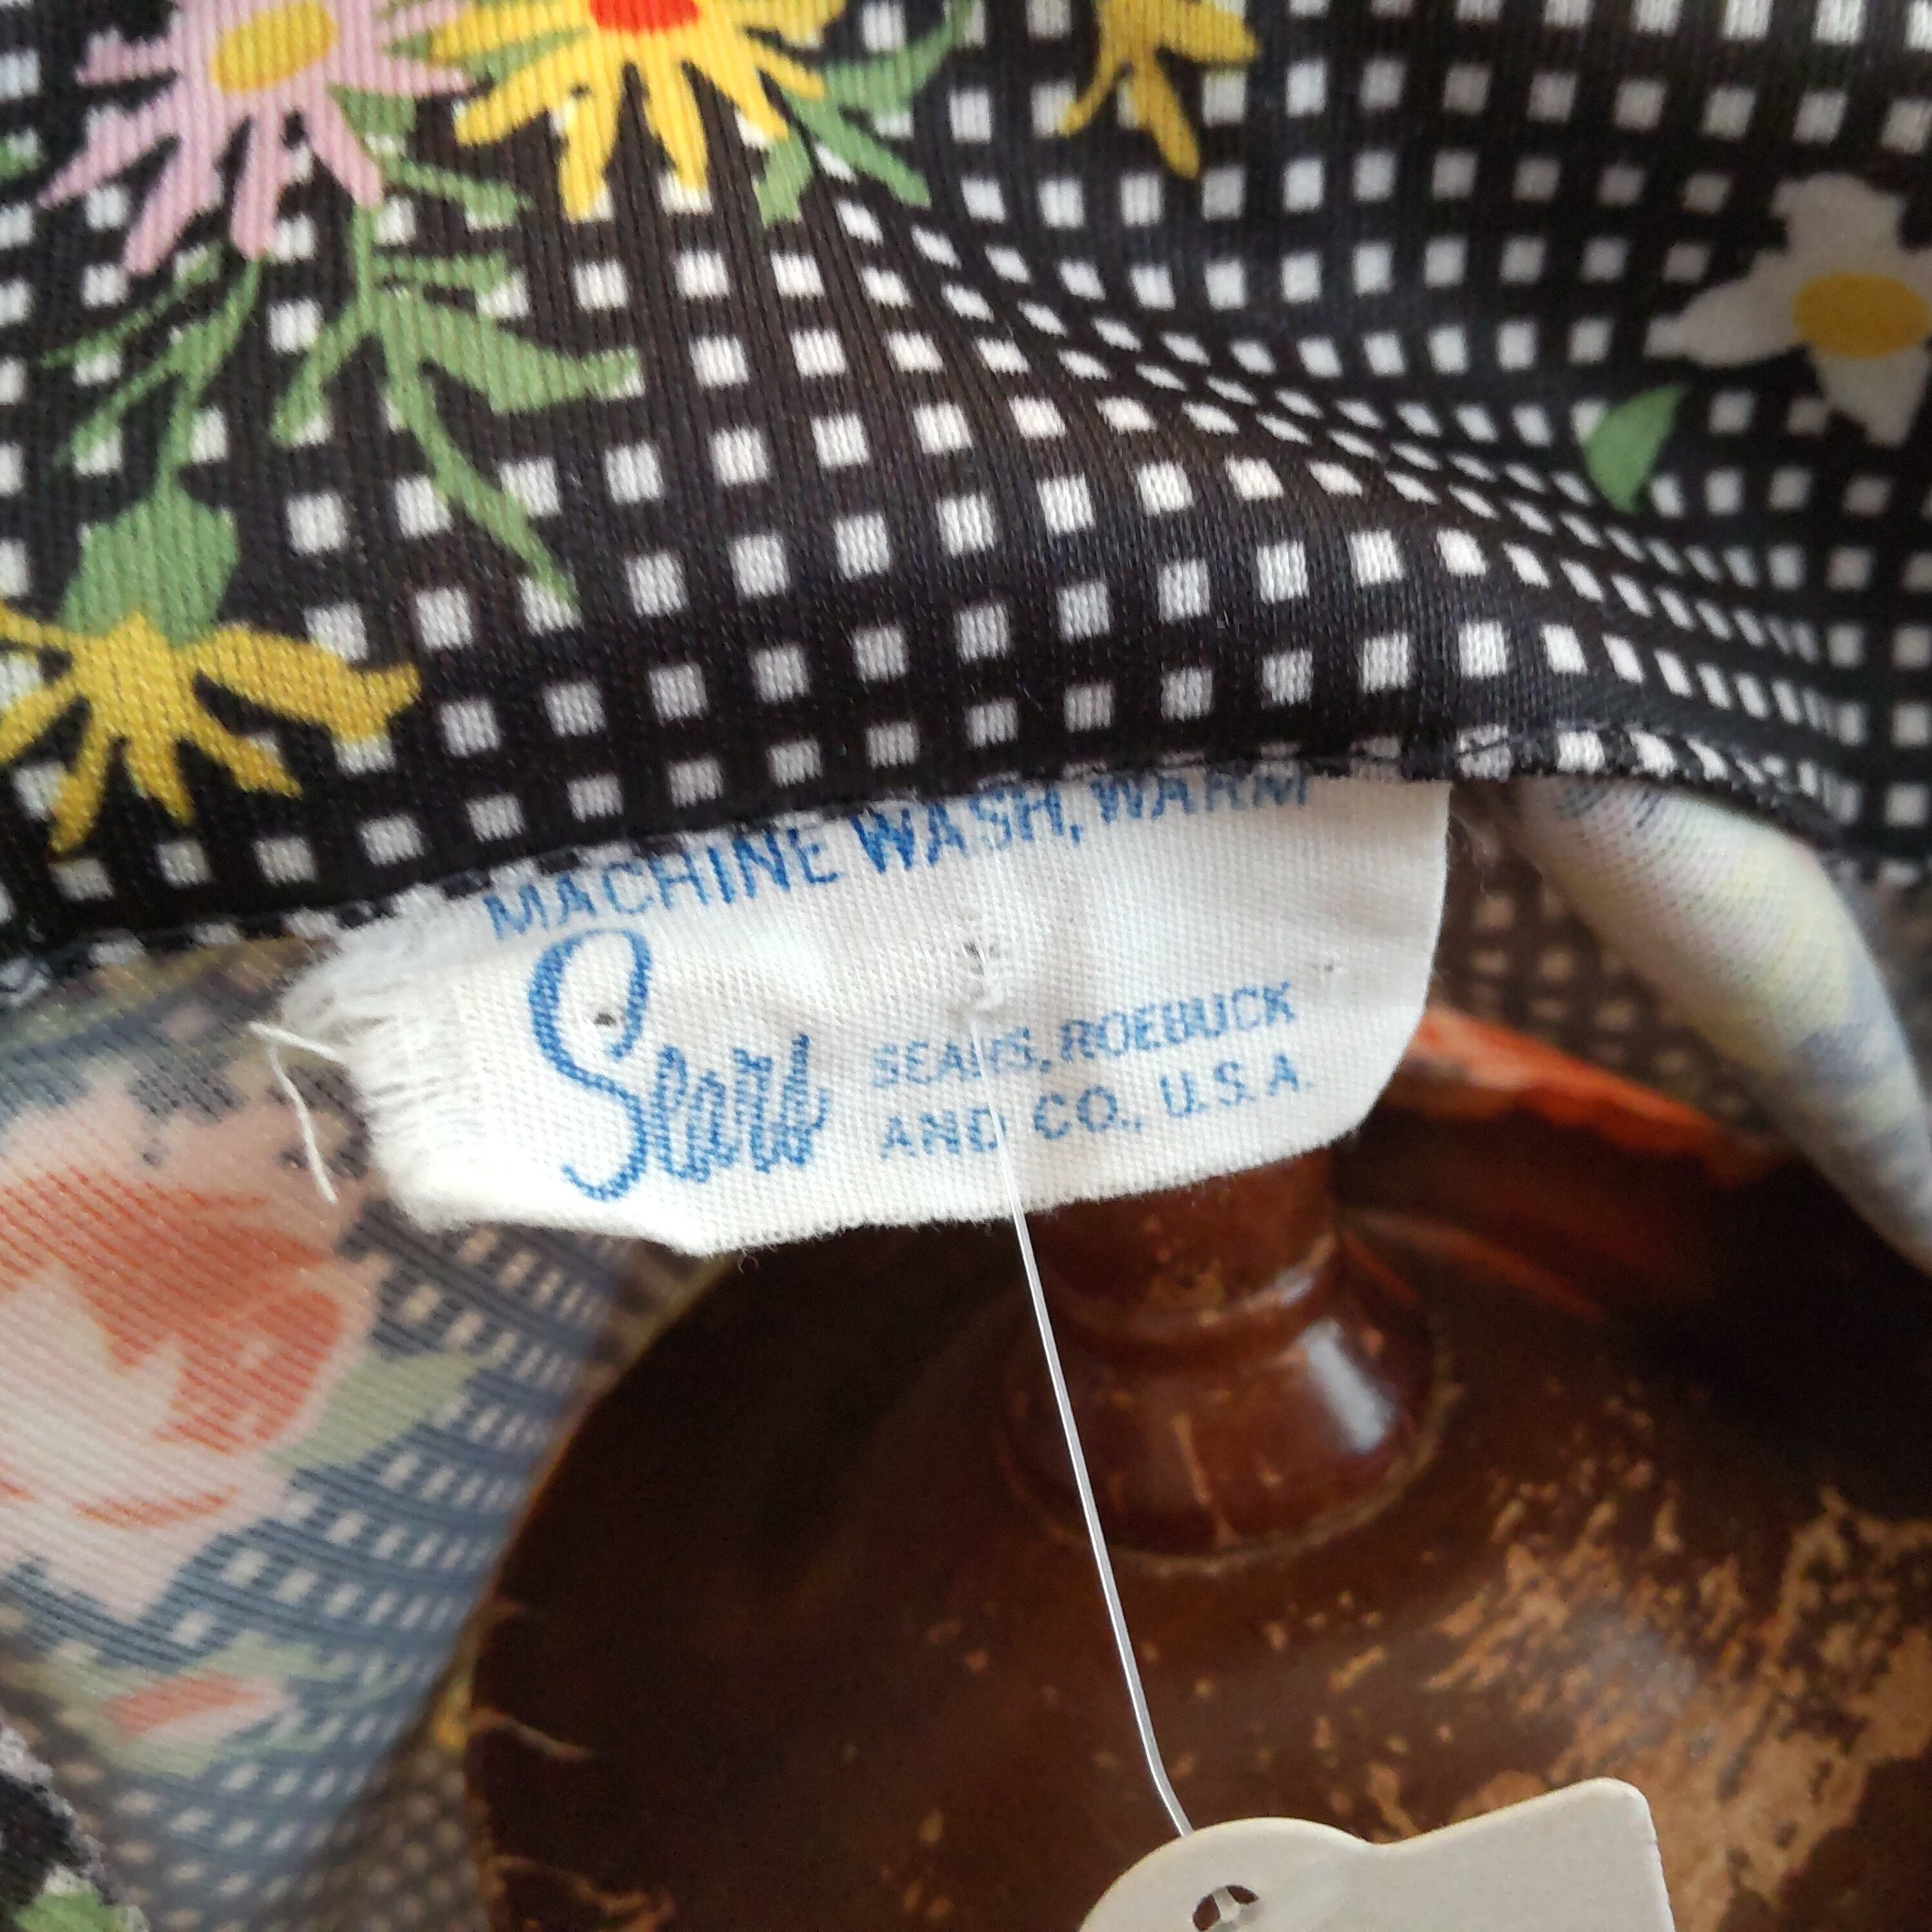 MACHINE WASH, WARM
Sears
SEARS, ROEBUCK
AND CO., U.S.A.